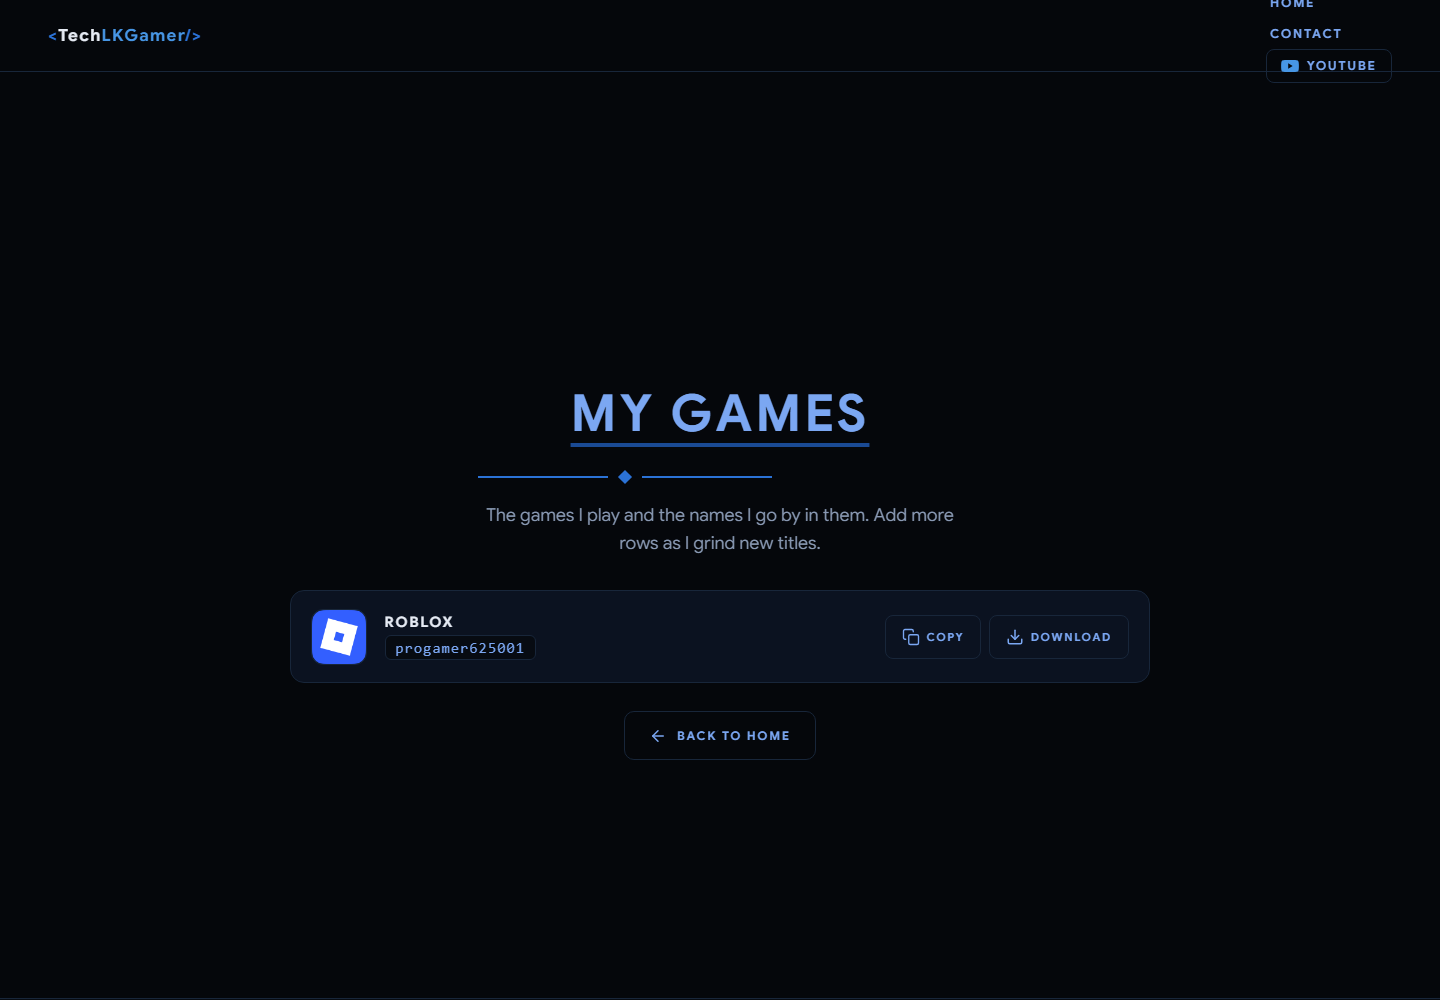 HOME
<TechLKGamer/>
CONTACT
YOUTUBE
MY GAMES
The games I play and the names I go by in them. Add more
rows as I grind new titles.
ROBLOX
progamer625001
COPY
DOWNLOAD
BACK TO HOME